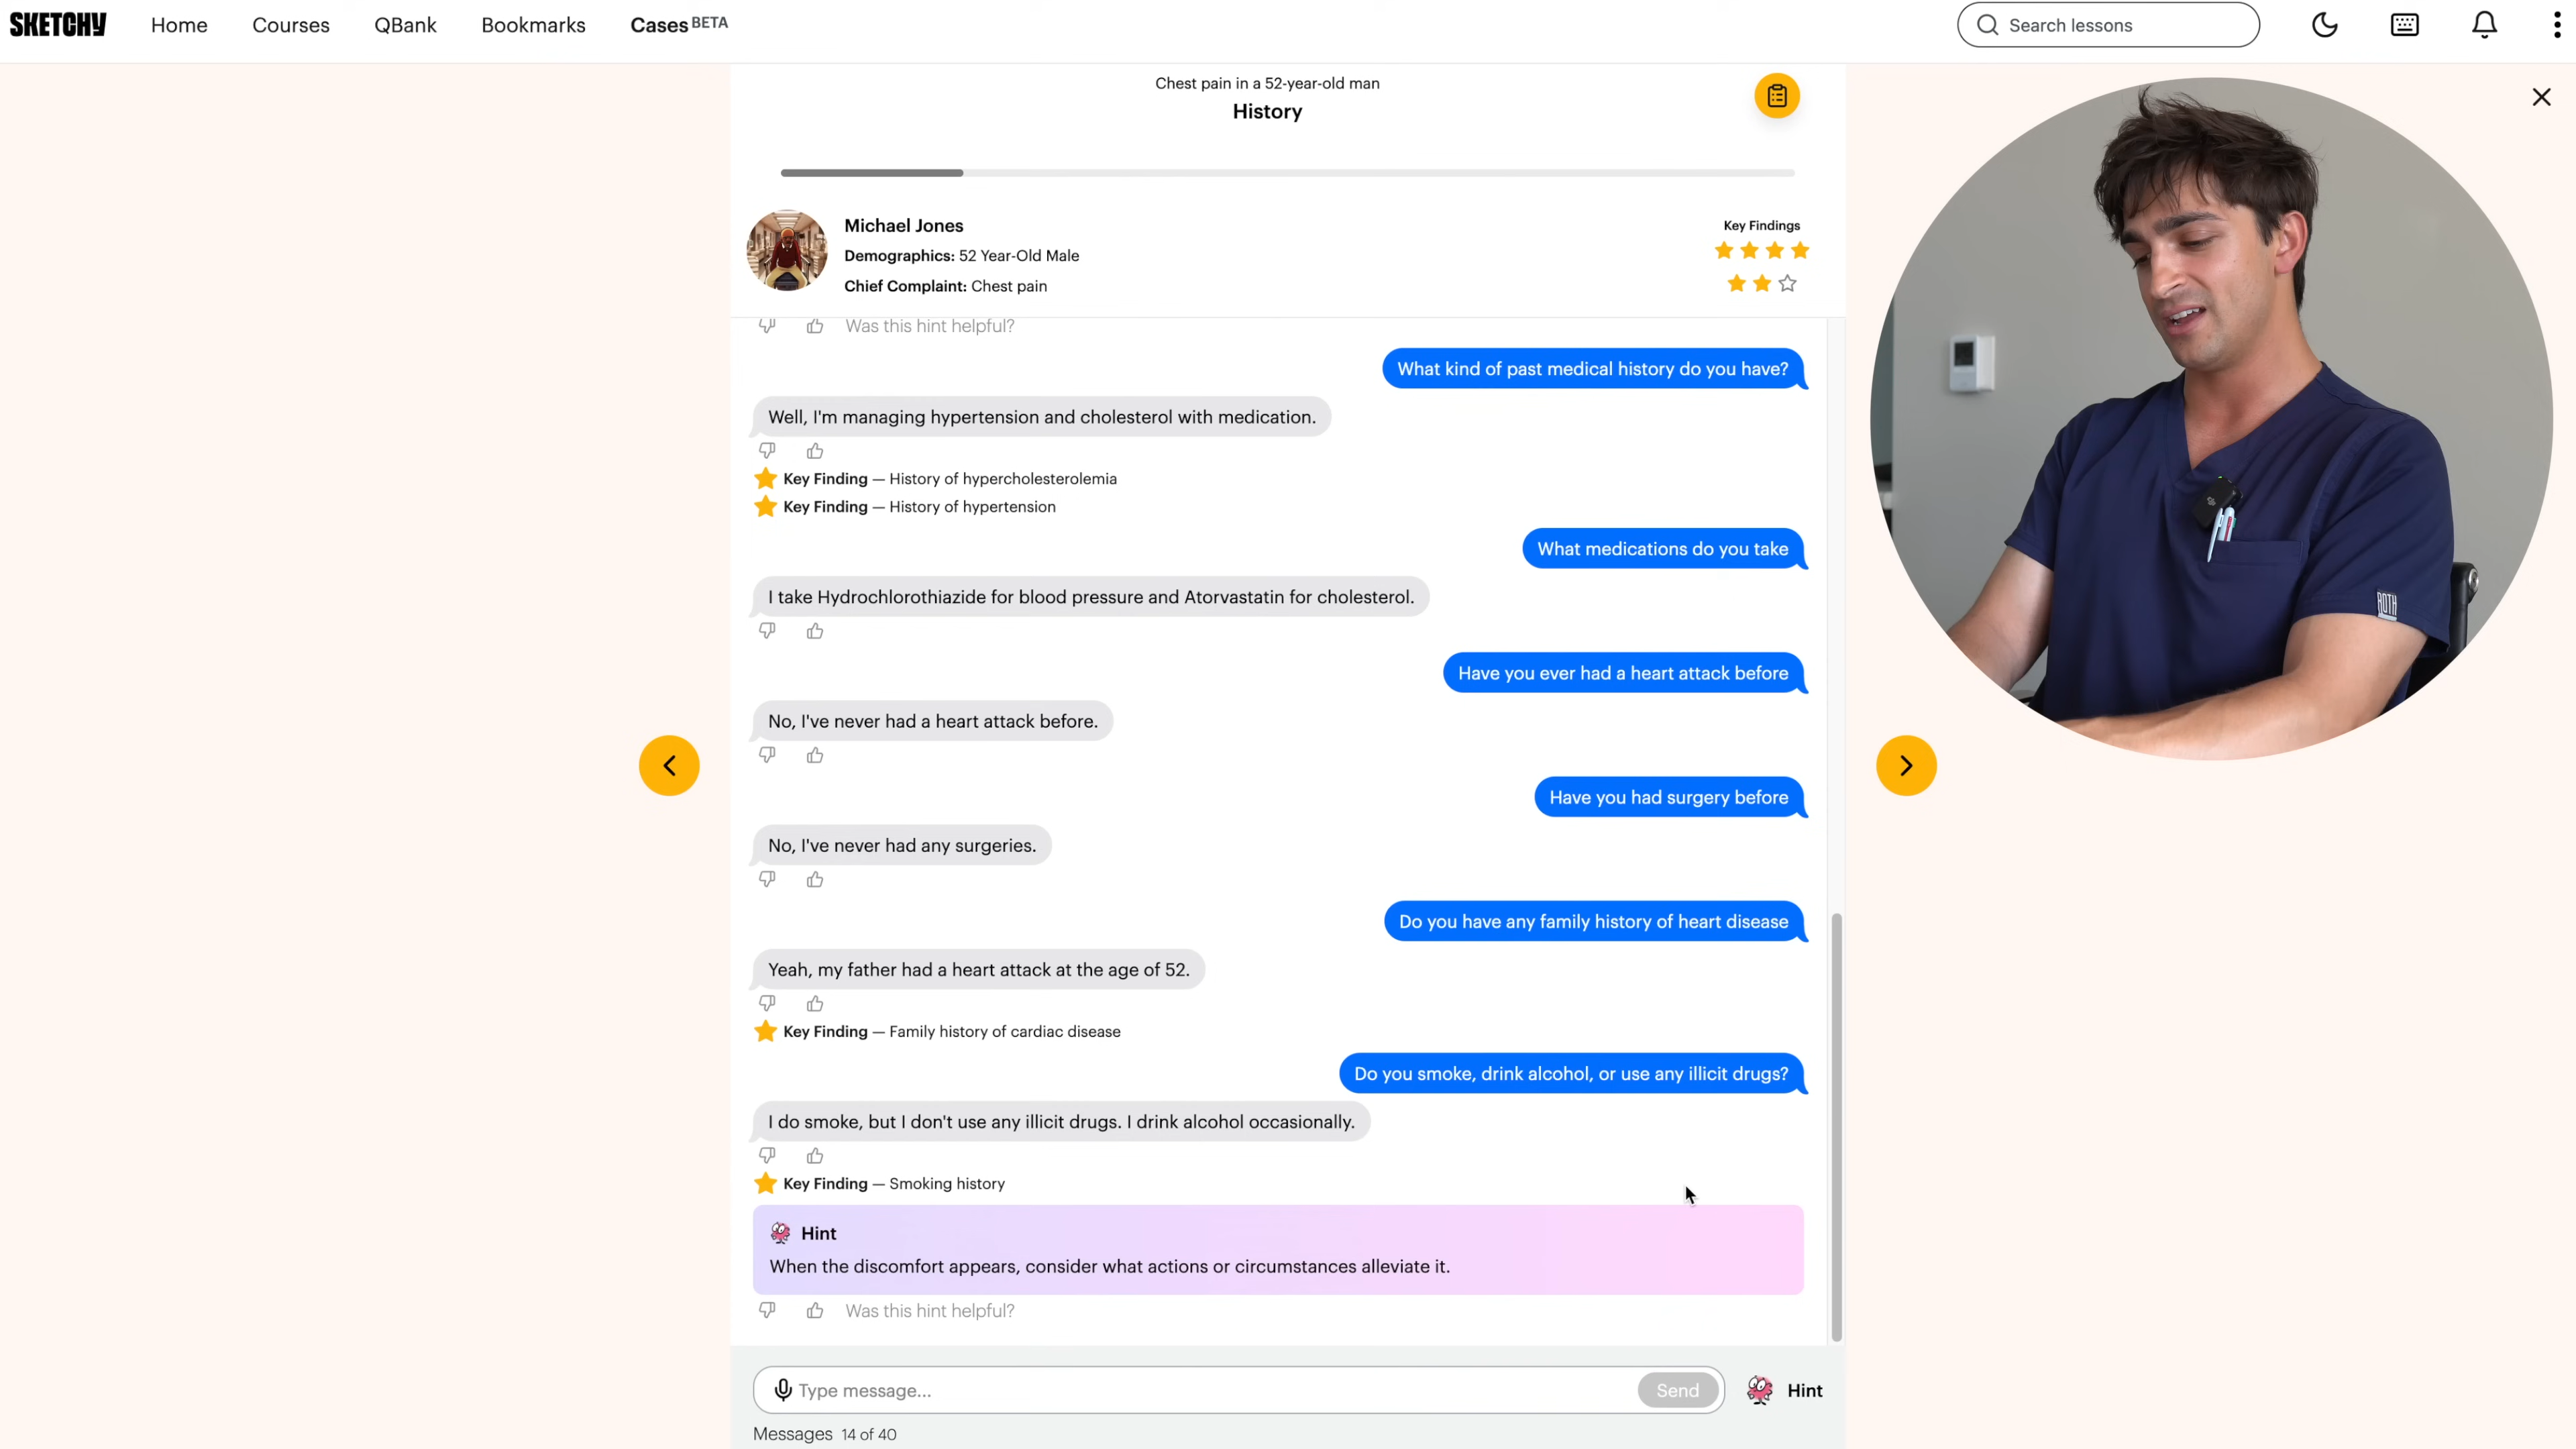 SKETCHY Home Courses QBank Bookmarks Cases BETA Search lessons
Chest pain in a 52-year-old man
History
Michael Jones
Demographics: 52 Year-Old Male
Chief Complaint: Chest pain
Key Findings
Was this hint helpful?
What kind of past medical history do you have?
Well, I'm managing hypertension and cholesterol with medication.
Key Finding — History of hypercholesterolemia
Key Finding — History of hypertension
What medications do you take
I take Hydrochlorothiazide for blood pressure and Atorvastatin for cholesterol.
Have you ever had a heart attack before
No, I've never had a heart attack before.
Have you had surgery before
No, I've never had any surgeries.
Do you have any family history of heart disease
Yeah, my father had a heart attack at the age of 52.
Key Finding — Family history of cardiac disease
Do you smoke, drink alcohol, or use any illicit drugs?
I do smoke, but I don't use any illicit drugs. I drink alcohol occasionally.
Key Finding — Smoking history
Hint
When the discomfort appears, consider what actions or circumstances alleviate it.
Was this hint helpful?
Type message... Send Hint
Messages 14 of 40